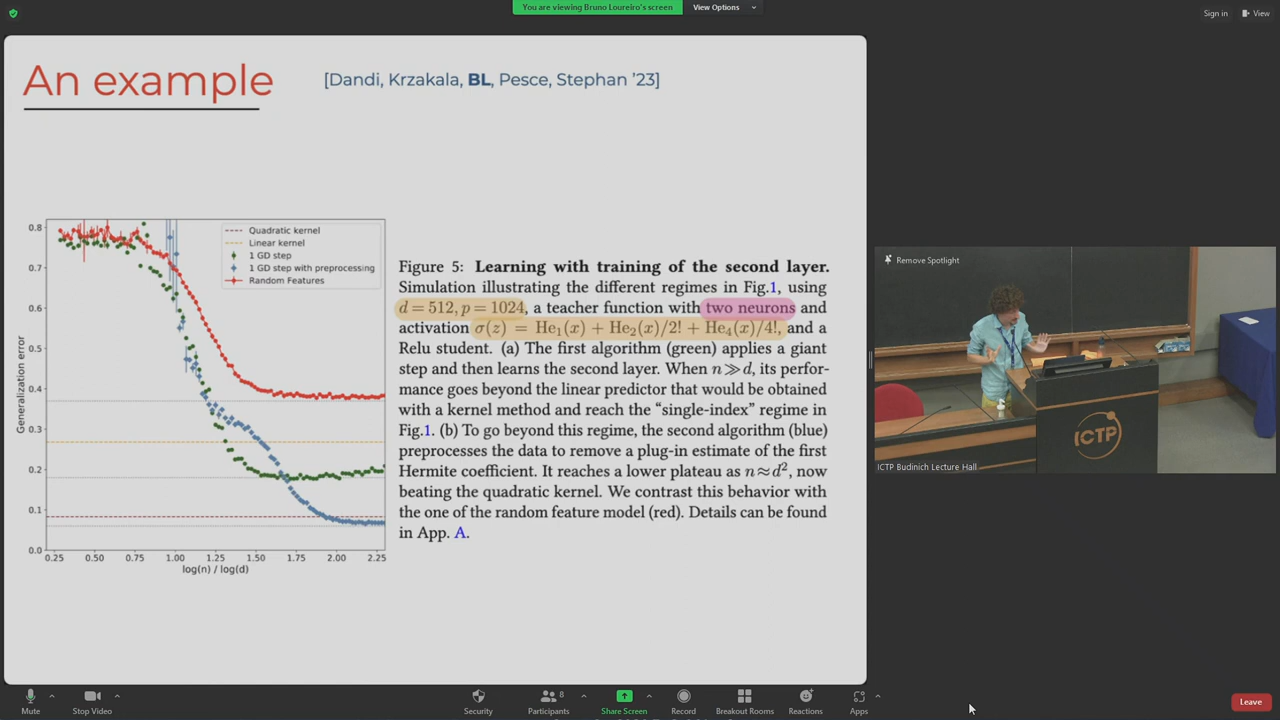 You are viewing Bruno Loureiro's screen
View Options
Sign in
View
An example
[Dandi, Krzakala, BL, Pesce, Stephan '23]
0.8
0.7
0.6
0.5
0.4
0.3
0.2
0.1
0.0
Generalization error
Quadratic kernel
Linear kernel
1 GD step
1 GD step with preprocessing
Random Features
0.25 0.50 0.75 1.00 1.25 1.50 1.75 2.00 2.25
log(n) / log(d)
Figure 5: Learning with training of the second layer.
Simulation illustrating the different regimes in Fig.1, using
d = 512, p = 1024, a teacher function with two neurons and
activation σ(z) = He₁(x) + He₂(x)/2! + He₄(x)/4!, and a
Relu student. (a) The first algorithm (green) applies a giant
step and then learns the second layer. When n ≫ d, its perfor-
mance goes beyond the linear predictor that would be obtained
with a kernel method and reach the “single-index” regime in
Fig.1. (b) To go beyond this regime, the second algorithm (blue)
preprocesses the data to remove a plug-in estimate of the first
Hermite coefficient. It reaches a lower plateau as n≈d², now
beating the quadratic kernel. We contrast this behavior with
the one of the random feature model (red). Details can be found
in App. A.
Remove Spotlight
ICTP
ICTP Budinich Lecture Hall
Mute
Stop Video
Security
Participants
8
Share Screen
Record
Breakout Rooms
Reactions
Apps
Leave